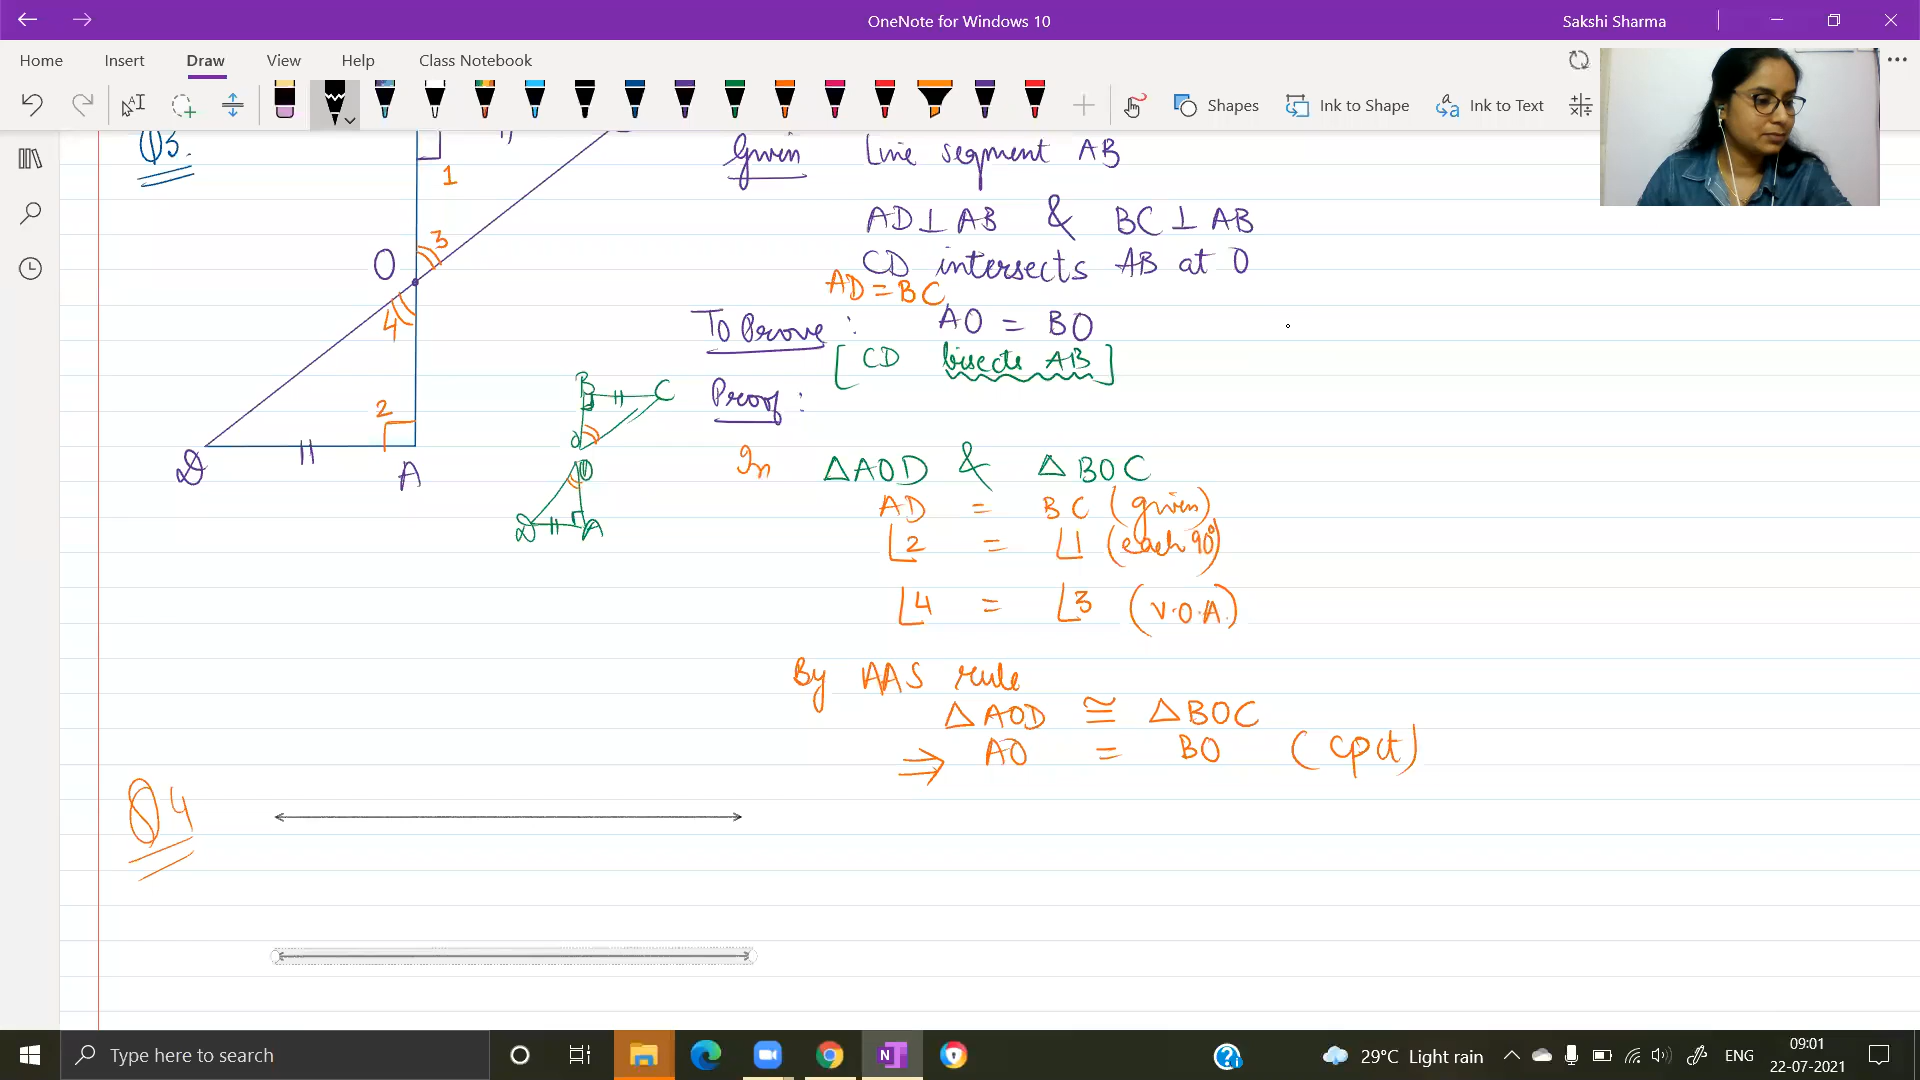 OneNote for Windows 10
Sakshi Sharma
Home Insert Draw View Help Class Notebook
Shapes Ink to Shape Ink to Text
Q3.
1
3
O
4
2
D
A
Given Line segment AB
AD ⊥ AB & BC ⊥ AB
CD intersects AB at O
AD = BC
To Prove : AO = BO
[CD bisects AB]
Proof :
B C
O
O
D A
In △AOD & △BOC
AD = BC (given)
∠2 = ∠1 (each 90°)
∠4 = ∠3 (V.O.A.)
By AAS rule
△AOD ≅ △BOC
⇒ AO = BO (cpct)
Q4
Type here to search
29°C Light rain
ENG
09:01
22-07-2021